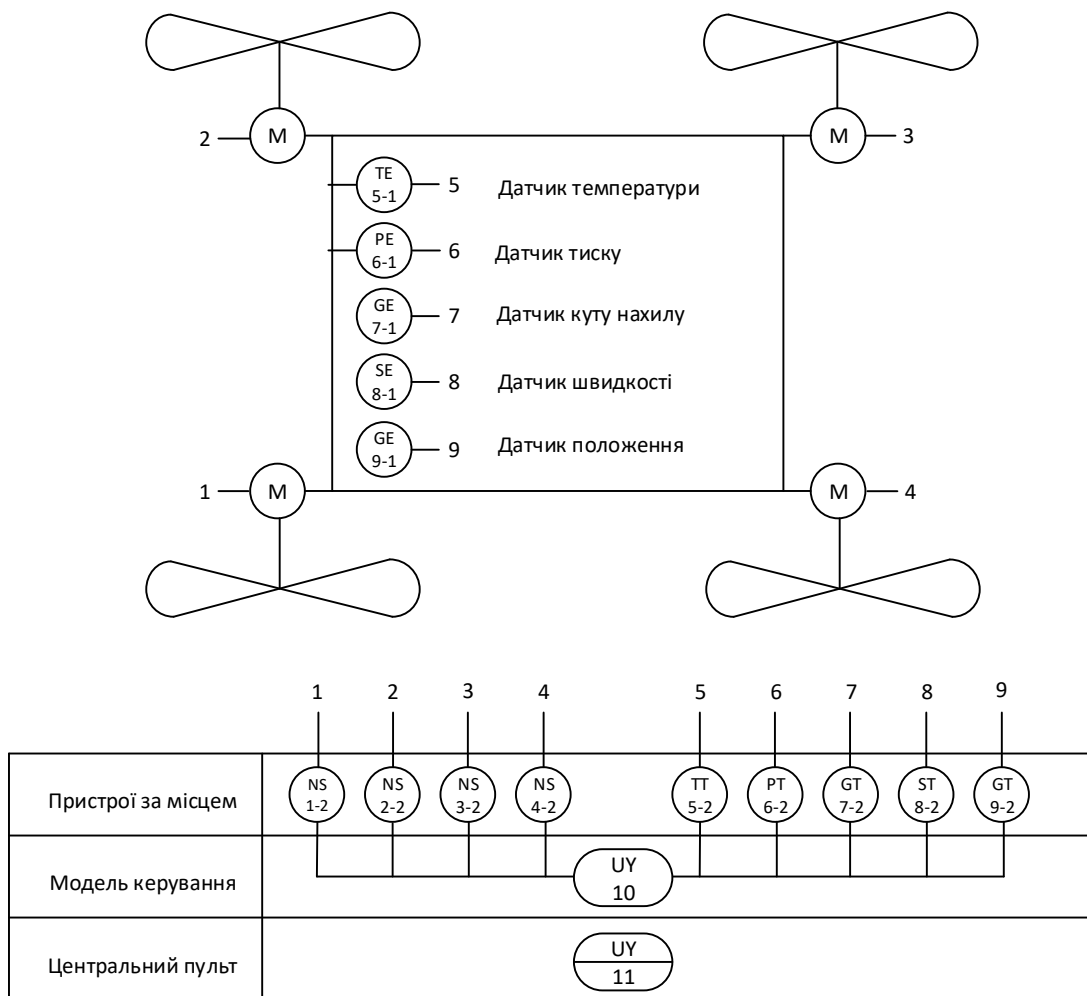 2
M
M
3
TE
5-1
5
Датчик температури
PE
6-1
6
Датчик тиску
GE
7-1
7
Датчик куту нахилу
SE
8-1
8
Датчик швидкості
GE
9-1
9
Датчик положення
1
M
M
4
1 2 3 4 5 6 7 8 9
Пристрої за місцем
NS
1-2
NS
2-2
NS
3-2
NS
4-2
TT
5-2
PT
6-2
GT
7-2
ST
8-2
GT
9-2
Модель керування
UY
10
Центральний пульт
UY
11